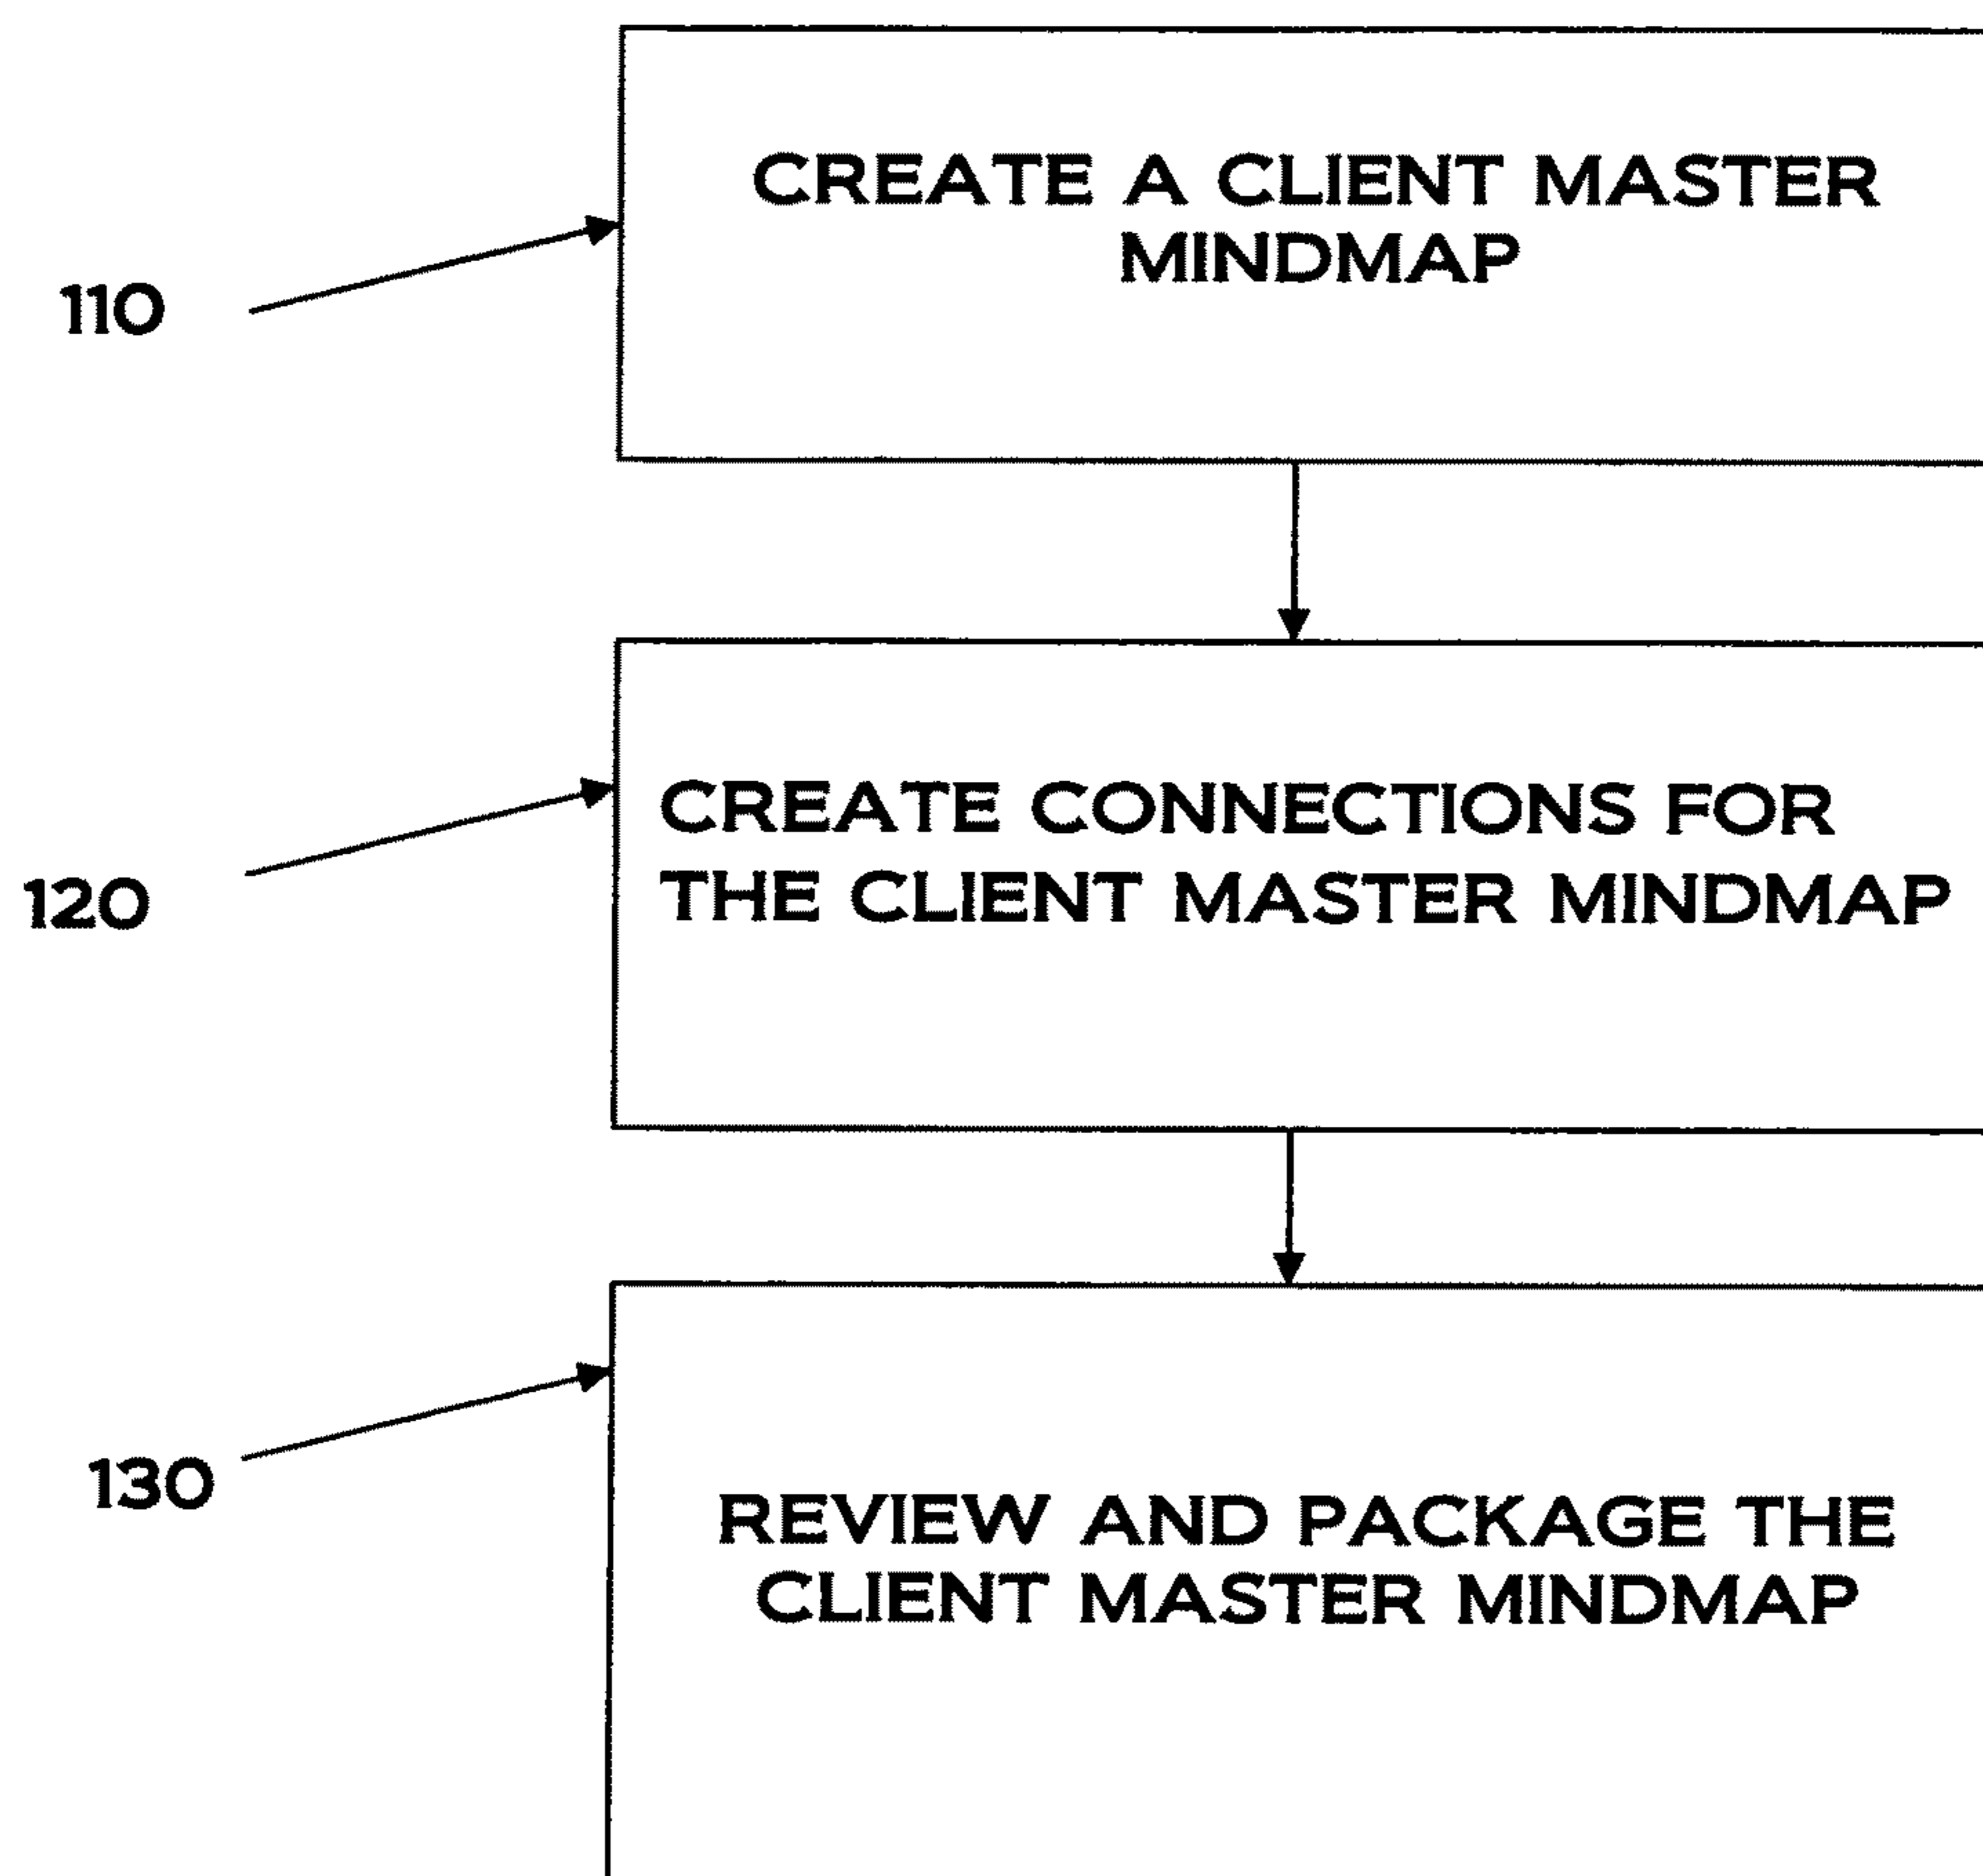 CREATE A CLIENT MASTER
MINDMAP
110
CREATE CONNECTIONS FOR
THE CLIENT MASTER MINDMAP
120
130
REVIEW AND PACKAGE THE
CLIENT MASTER MINDMAP